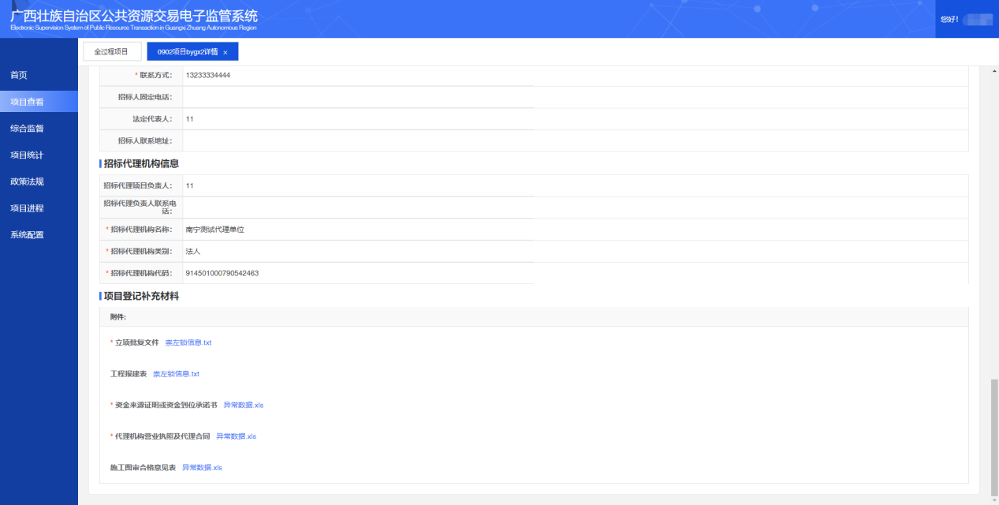 广西壮族自治区公共资源交易电子监管系统
Electronic Supervision System of Public Resource Transaction in Guangxi Zhuang Autonomous Region
您好!
全过程项目
0902项目bygx2详情 ×
首页
项目查看
综合监督
项目统计
政策法规
项目进程
系统配置
* 联系方式: 13233334444
招标人固定电话:
法定代表人: 11
招标人联系地址:
招标代理机构信息
招标代理项目负责人: 11
招标代理负责人联系电
话:
* 招标代理机构名称: 南宁测试代理单位
* 招标代理机构类别: 法人
* 招标代理机构代码: 914501000790542463
项目登记补充材料
附件:
* 立项批复文件 崇左锁信息.txt
工程报建表 崇左锁信息.txt
* 资金来源证明或资金到位承诺书 异常数据.xls
* 代理机构营业执照及代理合同 异常数据.xls
施工图审合格意见表 异常数据.xls